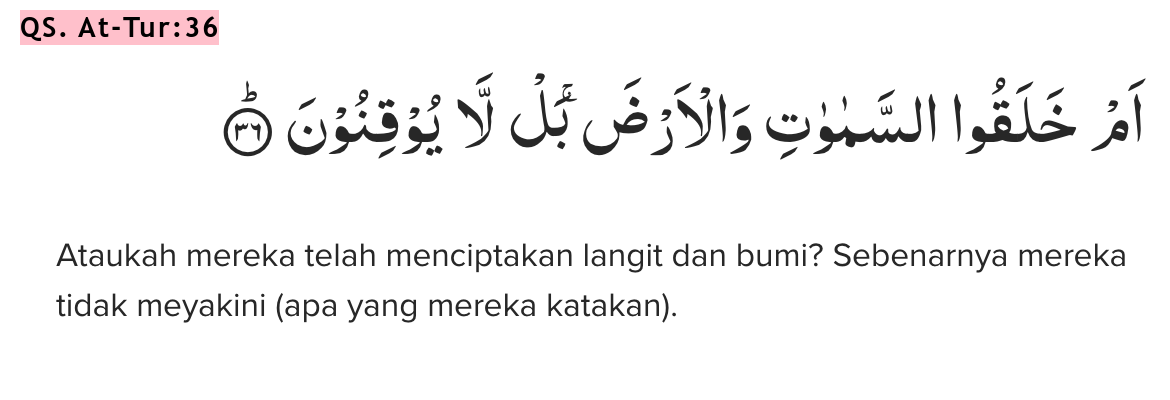 QS. At-Tur:36
اَمْ خَلَقُوا السَّمٰوٰتِ وَالْاَرْضَۚ بَلْ لَّا يُوْقِنُوْنَۗ ٣٦
Ataukah mereka telah menciptakan langit dan bumi? Sebenarnya mereka
tidak meyakini (apa yang mereka katakan).